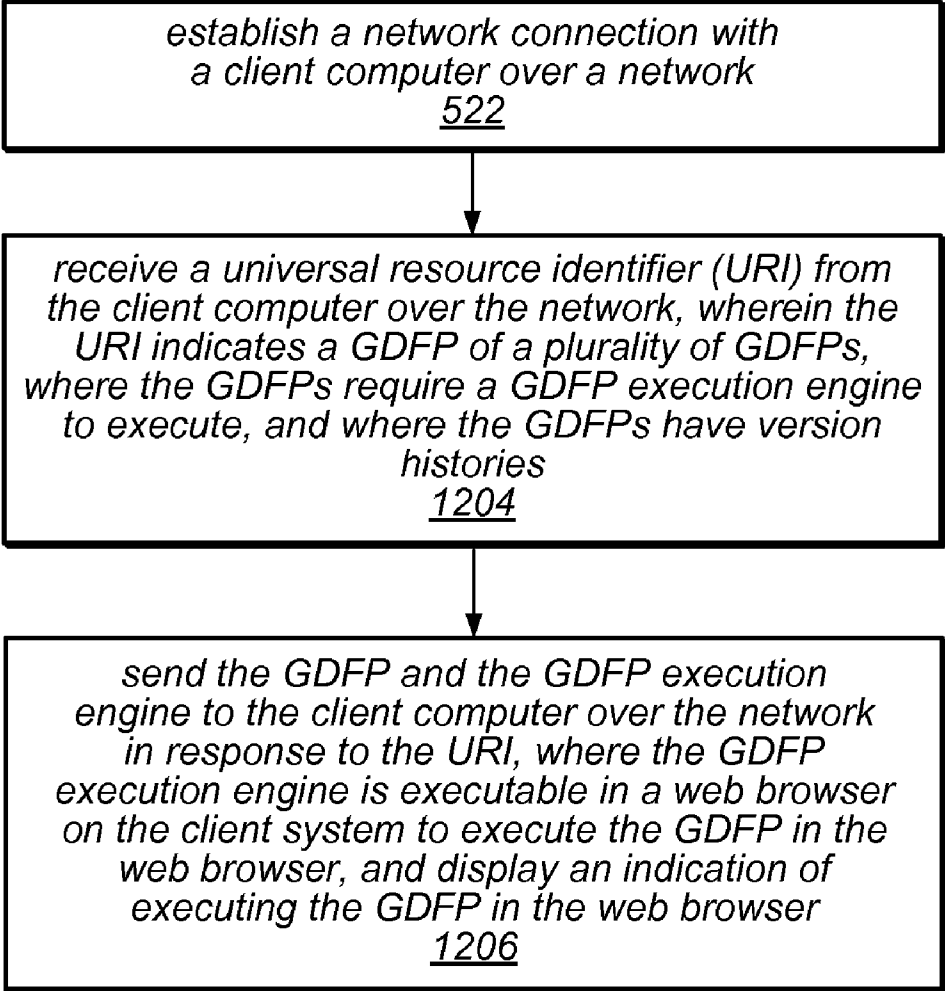 establish a network connection with
a client computer over a network
522
receive a universal resource identifier (URI) from
the client computer over the network, wherein the
URI indicates a GDFP of a plurality of GDFPs,
where the GDFPs require a GDFP execution engine
to execute, and where the GDFPs have version
histories
1204
send the GDFP and the GDFP execution
engine to the client computer over the network
in response to the URI, where the GDFP
execution engine is executable in a web browser
on the client system to execute the GDFP in the
web browser, and display an indication of
executing the GDFP in the web browser
1206